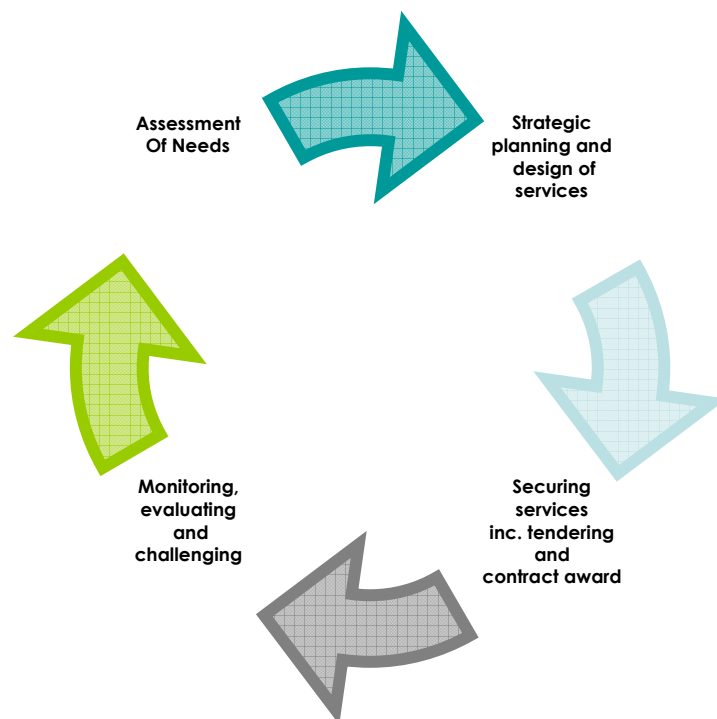 Assessment
Of Needs
Strategic
planning and
design of
services
Securing
services
inc. tendering
and
contract award
Monitoring,
evaluating
and
challenging